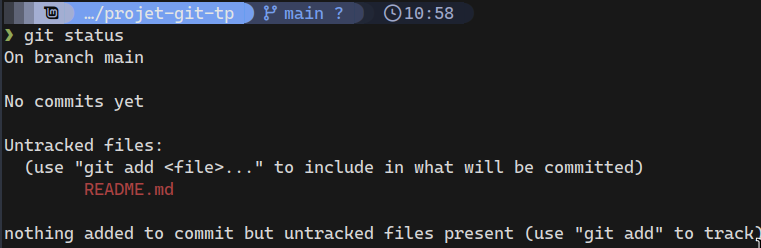 …/projet-git-tp main ? 10:58
❯ git status
On branch main
No commits yet
Untracked files:
(use "git add <file>..." to include in what will be committed)
README.md
nothing added to commit but untracked files present (use "git add" to track)